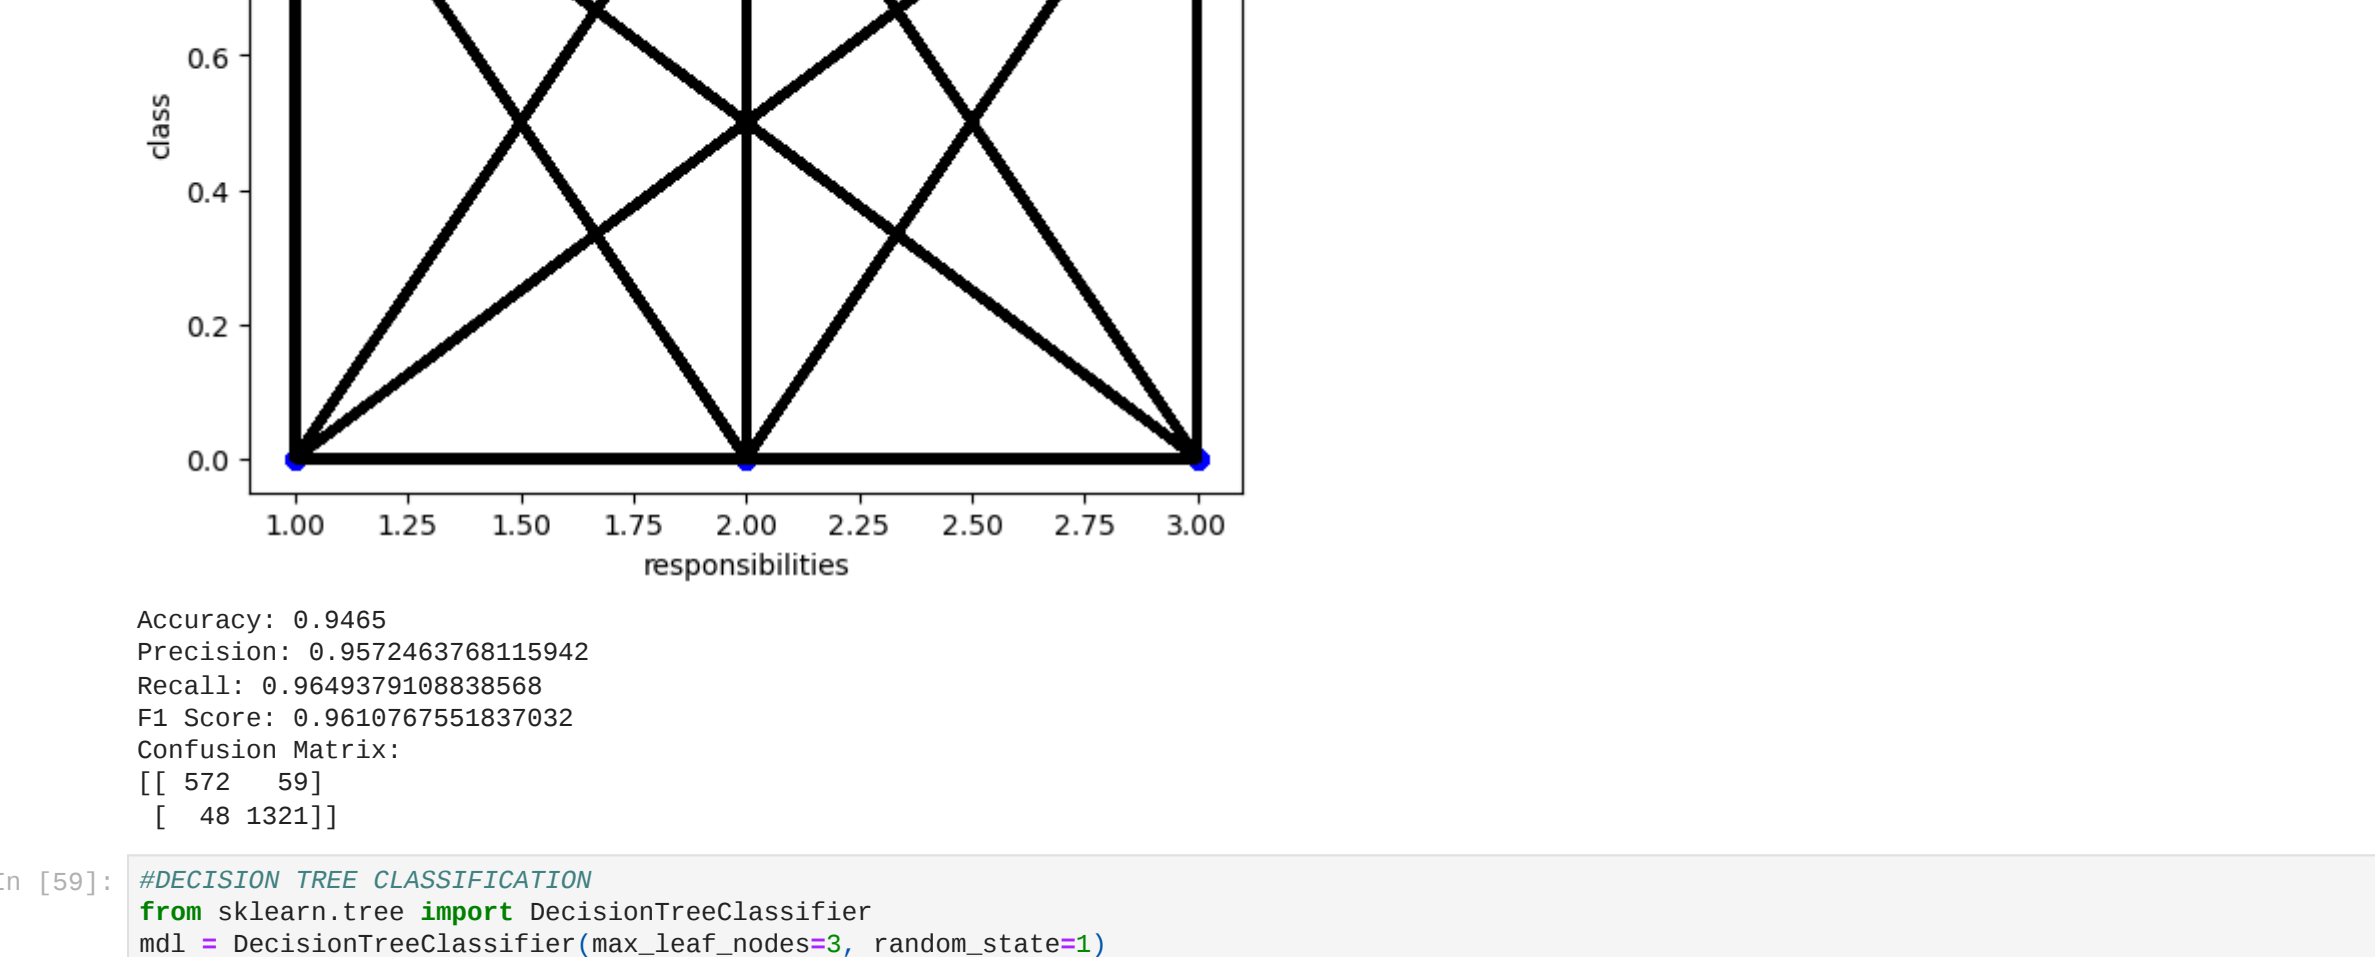 0.6
class
0.4
0.2
0.0
1.00 1.25 1.50 1.75 2.00 2.25 2.50 2.75 3.00
responsibilities
Accuracy: 0.9465
Precision: 0.9572463768115942
Recall: 0.9649379108838568
F1 Score: 0.9610767551837032
Confusion Matrix:
[[ 572   59]
 [  48 1321]]
In [59]:
#DECISION TREE CLASSIFICATION
from sklearn.tree import DecisionTreeClassifier
mdl = DecisionTreeClassifier(max_leaf_nodes=3, random_state=1)